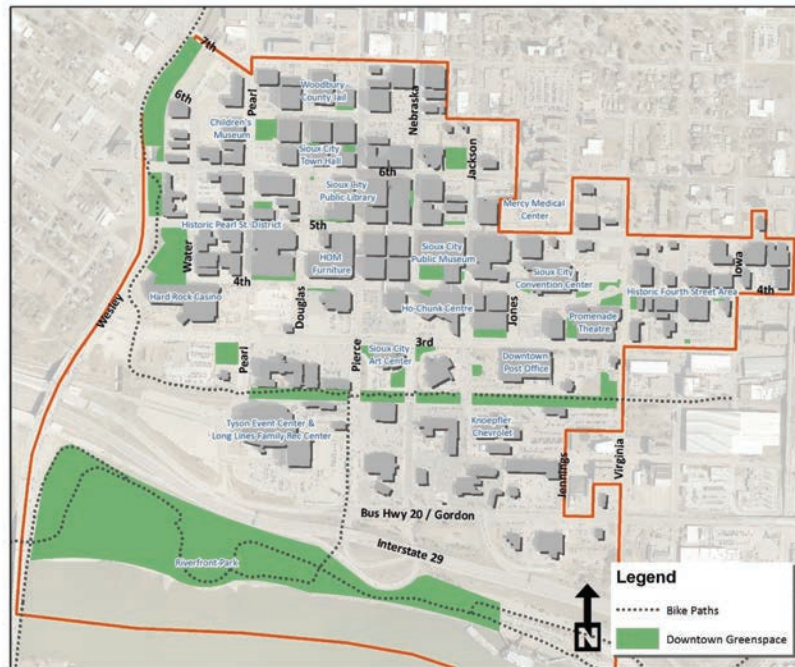 7th
6th
Pearl
Woodbury
County Jail
Nebraska
Children's
Museum
Sioux City
Town Hall
6th
Jackson
Sioux City
Public Library
Mercy Medical
Center
Historic Pearl St. District
5th
Water
4th
HOM
Furniture
Sioux City
Public Museum
Sioux City
Convention Center
Iowa
4th
Hard Rock Casino
Douglas
Ho-Chunk Centre
Jones
Historic Fourth Street Area
Promenade
Theatre
Wesley
Pearl
Pierce
Sioux City
Art Center
3rd
Downtown
Post Office
Tyson Event Center &
Long Lines Family Rec Center
Knoepfler
Chevrolet
Jennings
Virginia
Bus Hwy 20 / Gordon
Interstate 29
Riverfront Park
N
Legend
Bike Paths
Downtown Greenspace